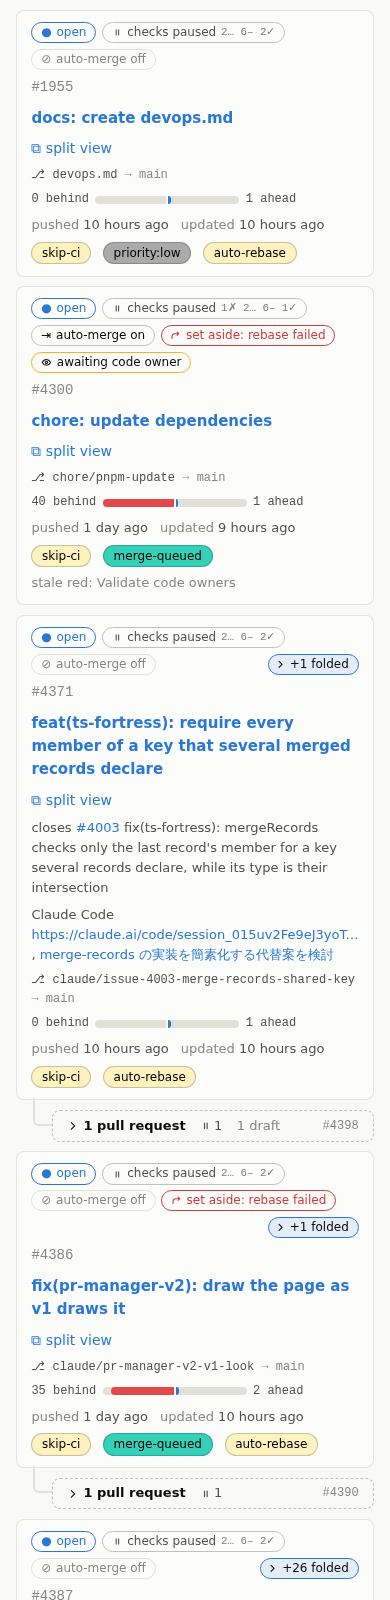 open checks paused 2… 6– 2✓
auto-merge off
#1955
docs: create devops.md
split view
devops.md → main
0 behind 1 ahead
pushed 10 hours ago updated 10 hours ago
skip-ci priority:low auto-rebase
open checks paused 1✗ 2… 6– 1✓
auto-merge on set aside: rebase failed
awaiting code owner
#4300
chore: update dependencies
split view
chore/pnpm-update → main
40 behind 1 ahead
pushed 1 day ago updated 9 hours ago
skip-ci merge-queued
stale red: Validate code owners
open checks paused 2… 6– 2✓
auto-merge off +1 folded
#4371
feat(ts-fortress): require every
member of a key that several merged
records declare
split view
closes #4003 fix(ts-fortress): mergeRecords
checks only the last record's member for a key
several records declare, while its type is their
intersection
Claude Code
https://claude.ai/code/session_015uv2Fe9eJ3yoT…
, merge-records の実装を簡素化する代替案を検討
claude/issue-4003-merge-records-shared-key
→ main
0 behind 1 ahead
pushed 10 hours ago updated 10 hours ago
skip-ci auto-rebase
1 pull request 1 1 draft #4398
open checks paused 2… 6– 2✓
auto-merge off set aside: rebase failed
+1 folded
#4386
fix(pr-manager-v2): draw the page as
v1 draws it
split view
claude/pr-manager-v2-v1-look → main
35 behind 2 ahead
pushed 1 day ago updated 10 hours ago
skip-ci merge-queued auto-rebase
1 pull request 1 #4390
open checks paused 2… 6– 2✓
auto-merge off +26 folded
#4387